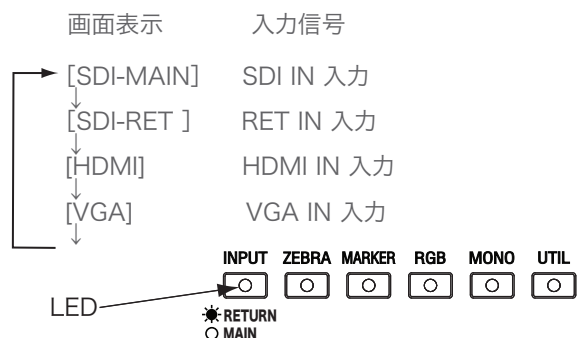 画面表示 入力信号
[SDI-MAIN] SDI IN 入力
[SDI-RET ] RET IN 入力
[HDMI] HDMI IN 入力
[VGA] VGA IN 入力
INPUT ZEBRA MARKER RGB MONO UTIL
LED
RETURN
MAIN